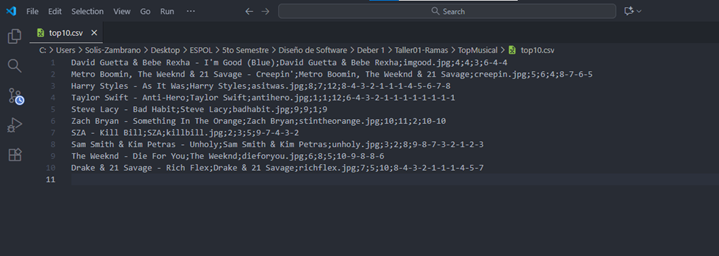 File Edit Selection View Go Run ··· Search
top10.csv
C: > Users > Solis-Zambrano > Desktop > ESPOL > 5to Semestre > Diseño de Software > Deber 1 > Taller01-Ramas > TopMusical > top10.csv
1 David Guetta & Bebe Rexha - I'm Good (Blue);David Guetta & Bebe Rexha;imgood.jpg;4;4;3;6-4-4
2 Metro Boomin, The Weeknd & 21 Savage - Creepin';Metro Boomin, The Weeknd & 21 Savage;creepin.jpg;5;6;4;8-7-6-5
3 Harry Styles - As It Was;Harry Styles;asitwas.jpg;8;7;12;8-4-3-2-1-1-1-4-5-6-7-8
4 Taylor Swift - Anti-Hero;Taylor Swift;antihero.jpg;1;1;12;6-4-3-2-1-1-1-1-1-1-1-1
5 Steve Lacy - Bad Habit;Steve Lacy;badhabit.jpg;9;9;1;9
6 Zach Bryan - Something In The Orange;Zach Bryan;stintheorange.jpg;10;11;2;10-10
7 SZA - Kill Bill;SZA;killbill.jpg;2;3;5;9-7-4-3-2
8 Sam Smith & Kim Petras - Unholy;Sam Smith & Kim Petras;unholy.jpg;3;2;8;9-8-7-3-2-1-2-3
9 The Weeknd - Die For You;The Weeknd;dieforyou.jpg;6;8;5;10-9-8-8-6
10 Drake & 21 Savage - Rich Flex;Drake & 21 Savage;richflex.jpg;7;5;10;8-4-3-2-1-1-1-4-5-7
11